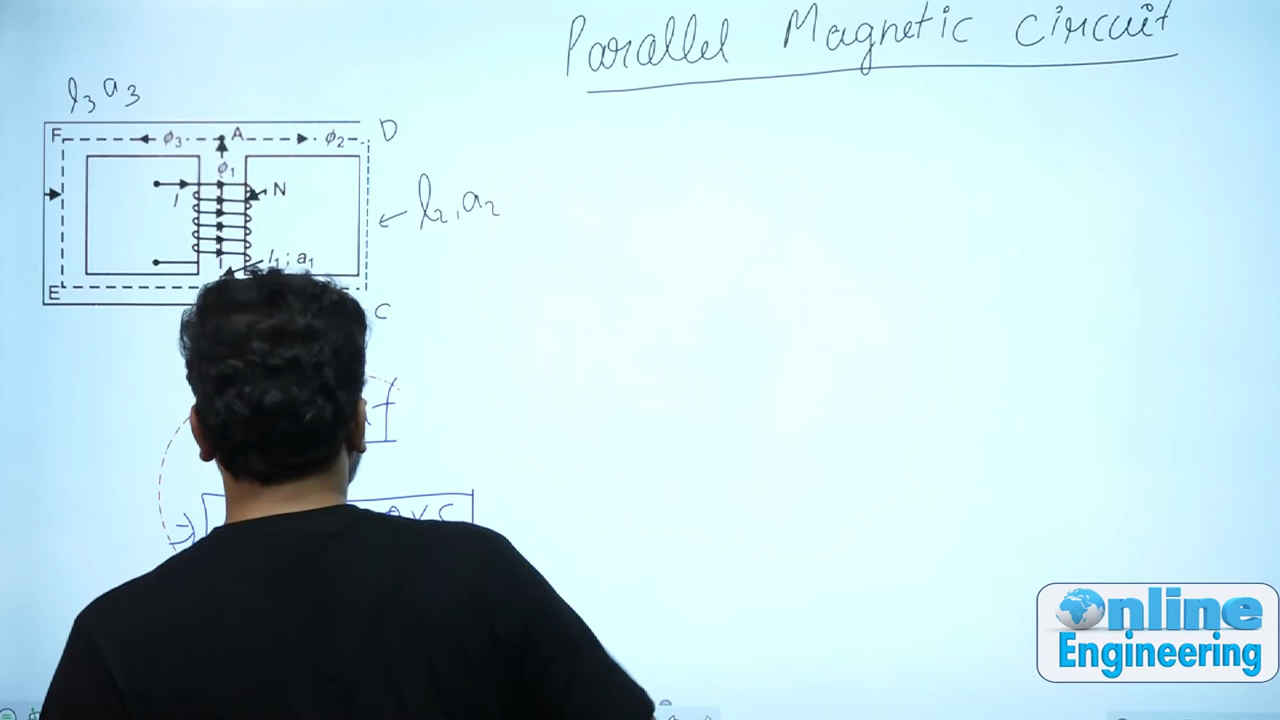 Parallel Magnetic Circuit
l₃ a₃
F ϕ₃ A ϕ₂ D
ϕ₁
I N
l₂, a₂
l₁; a₁
E
C
A V C
Online
Engineering